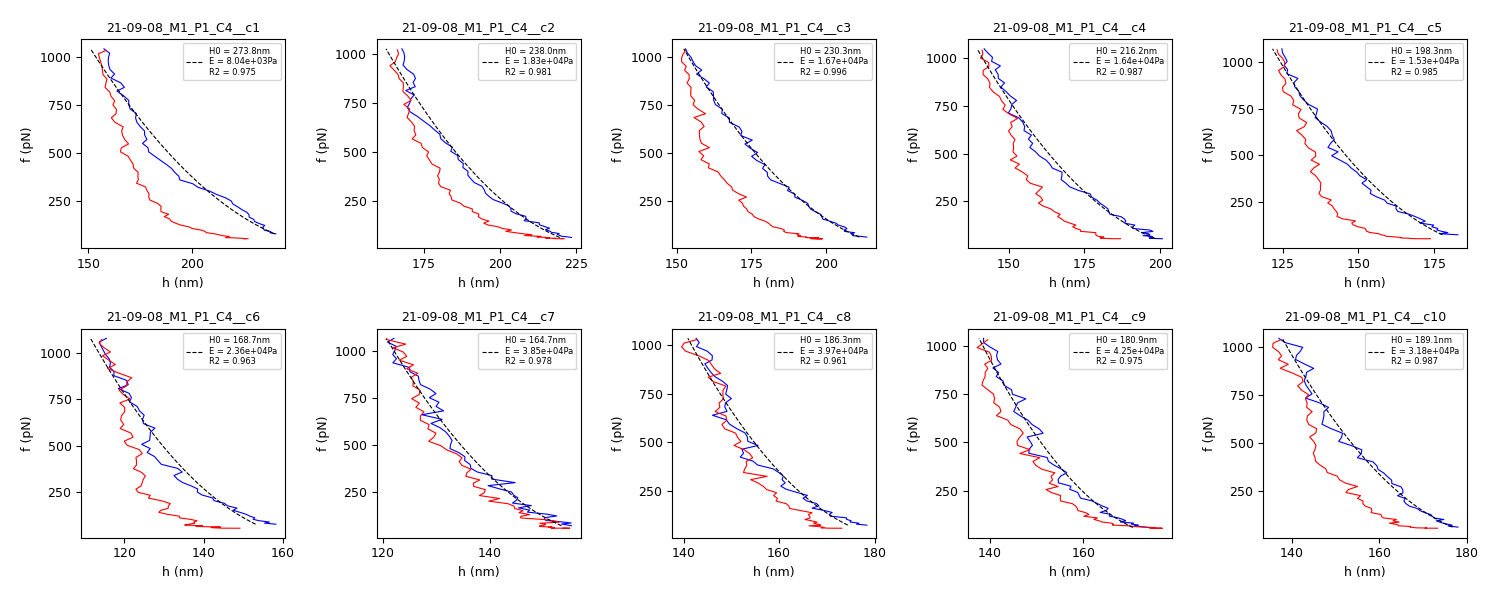 21-09-08_M1_P1_C4__c1
H0 = 273.8nm
E = 8.04e+03Pa
R2 = 0.975
1000
750
500
250
f (pN)
150 200
h (nm)
21-09-08_M1_P1_C4__c2
H0 = 238.0nm
E = 1.83e+04Pa
R2 = 0.981
1000
750
500
250
f (pN)
175 200 225
h (nm)
21-09-08_M1_P1_C4__c3
H0 = 230.3nm
E = 1.67e+04Pa
R2 = 0.996
1000
750
500
250
f (pN)
150 175 200
h (nm)
21-09-08_M1_P1_C4__c4
H0 = 216.2nm
E = 1.64e+04Pa
R2 = 0.987
1000
750
500
250
f (pN)
150 175 200
h (nm)
21-09-08_M1_P1_C4__c5
H0 = 198.3nm
E = 1.53e+04Pa
R2 = 0.985
1000
750
500
250
f (pN)
125 150 175
h (nm)
21-09-08_M1_P1_C4__c6
H0 = 168.7nm
E = 2.36e+04Pa
R2 = 0.963
1000
750
500
250
f (pN)
120 140 160
h (nm)
21-09-08_M1_P1_C4__c7
H0 = 164.7nm
E = 3.85e+04Pa
R2 = 0.978
1000
750
500
250
f (pN)
120 140
h (nm)
21-09-08_M1_P1_C4__c8
H0 = 186.3nm
E = 3.97e+04Pa
R2 = 0.961
1000
750
500
250
f (pN)
140 160 180
h (nm)
21-09-08_M1_P1_C4__c9
H0 = 180.9nm
E = 4.25e+04Pa
R2 = 0.975
1000
750
500
250
f (pN)
140 160
h (nm)
21-09-08_M1_P1_C4__c10
H0 = 189.1nm
E = 3.18e+04Pa
R2 = 0.987
1000
750
500
250
f (pN)
140 160 180
h (nm)